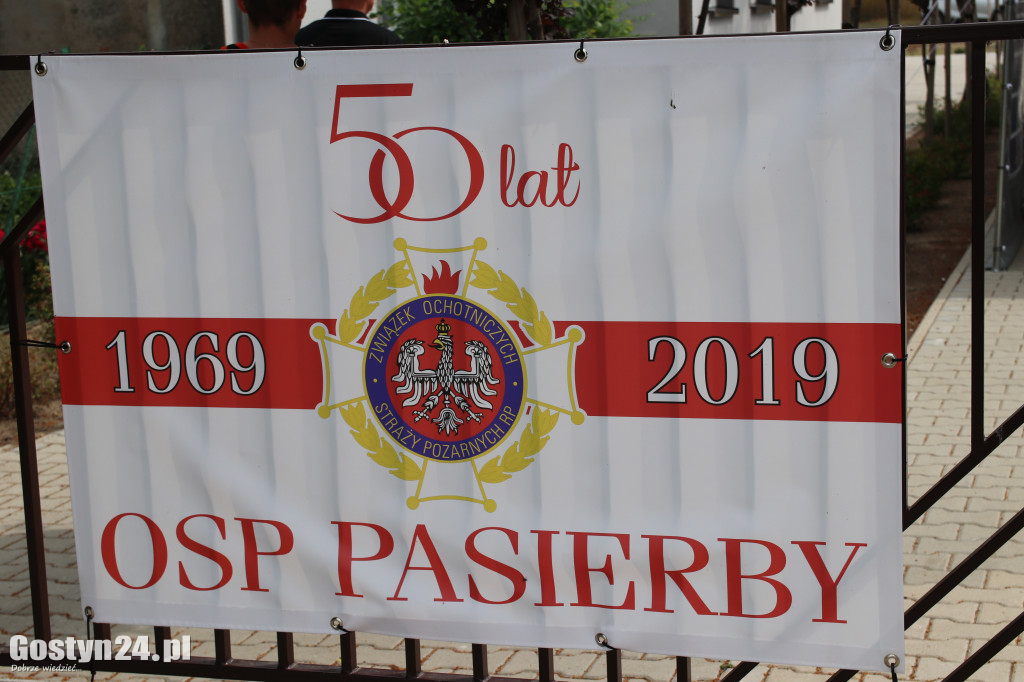 50 lat
1969
ZWIĄZEK OCHOTNICZYCH
STRAŻY POŻARNYCH RP
2019
OSP PASIERBY
Gostyn24.pl
Dobrze wiedzieć...